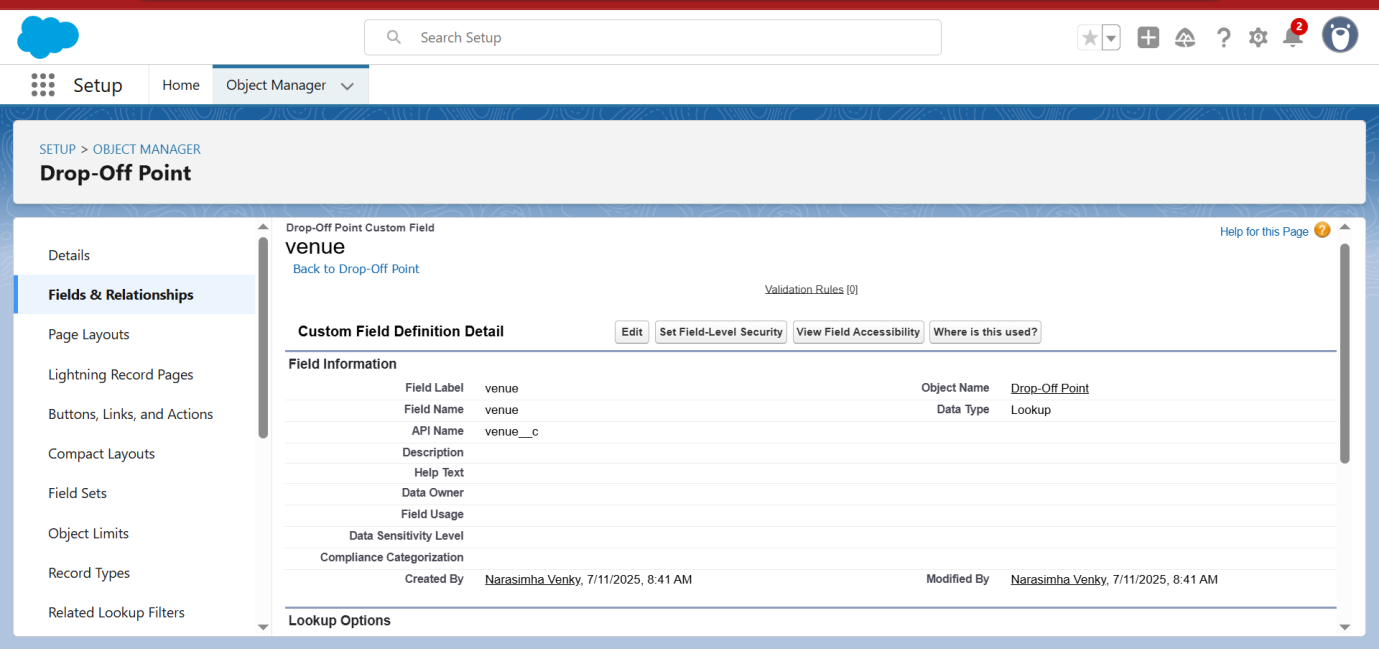 Search Setup
2
Setup
Home
Object Manager
SETUP > OBJECT MANAGER
Drop-Off Point
Details
Fields & Relationships
Page Layouts
Lightning Record Pages
Buttons, Links, and Actions
Compact Layouts
Field Sets
Object Limits
Record Types
Related Lookup Filters
Drop-Off Point Custom Field
venue
Back to Drop-Off Point
Help for this Page ?
Validation Rules [0]
Custom Field Definition Detail
Edit Set Field-Level Security View Field Accessibility Where is this used?
Field Information
Field Label venue Object Name Drop-Off Point
Field Name venue Data Type Lookup
API Name venue__c
Description
Help Text
Data Owner
Field Usage
Data Sensitivity Level
Compliance Categorization
Created By Narasimha Venky, 7/11/2025, 8:41 AM Modified By Narasimha Venky, 7/11/2025, 8:41 AM
Lookup Options